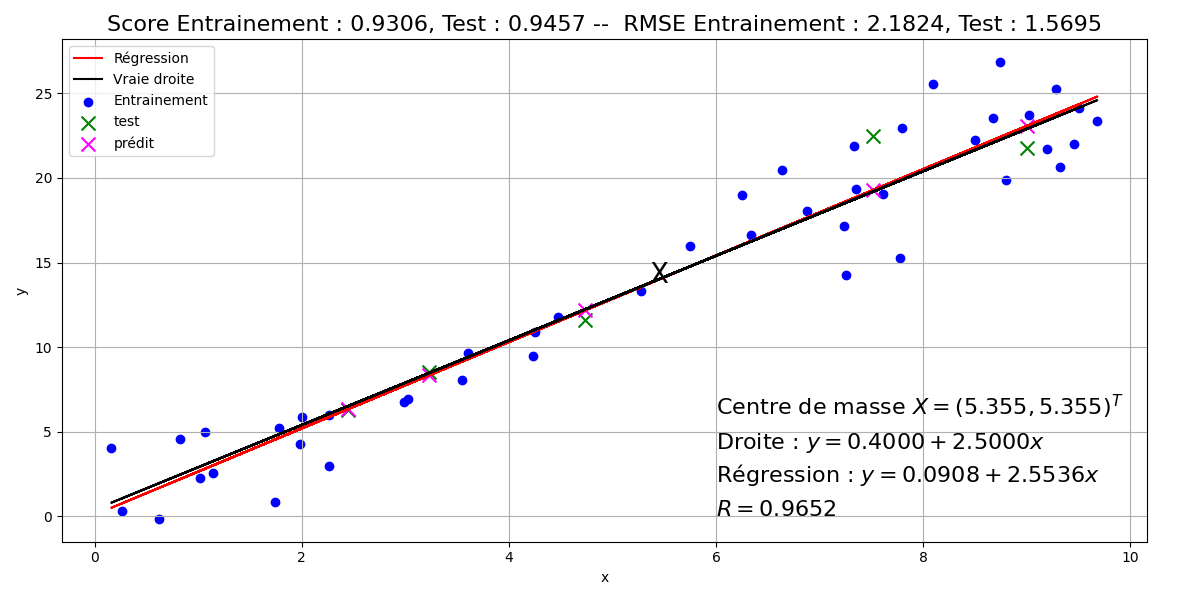 Score Entrainement : 0.9306, Test : 0.9457 --  RMSE Entrainement : 2.1824, Test : 1.5695
Régression
Vraie droite
Entrainement
test
prédit
25
20
15
10
5
0
y
X
Centre de masse X = (5.355, 5.355)^T
Droite : y = 0.4000 + 2.5000x
Régression : y = 0.0908 + 2.5536x
R = 0.9652
0 2 4 6 8 10
x